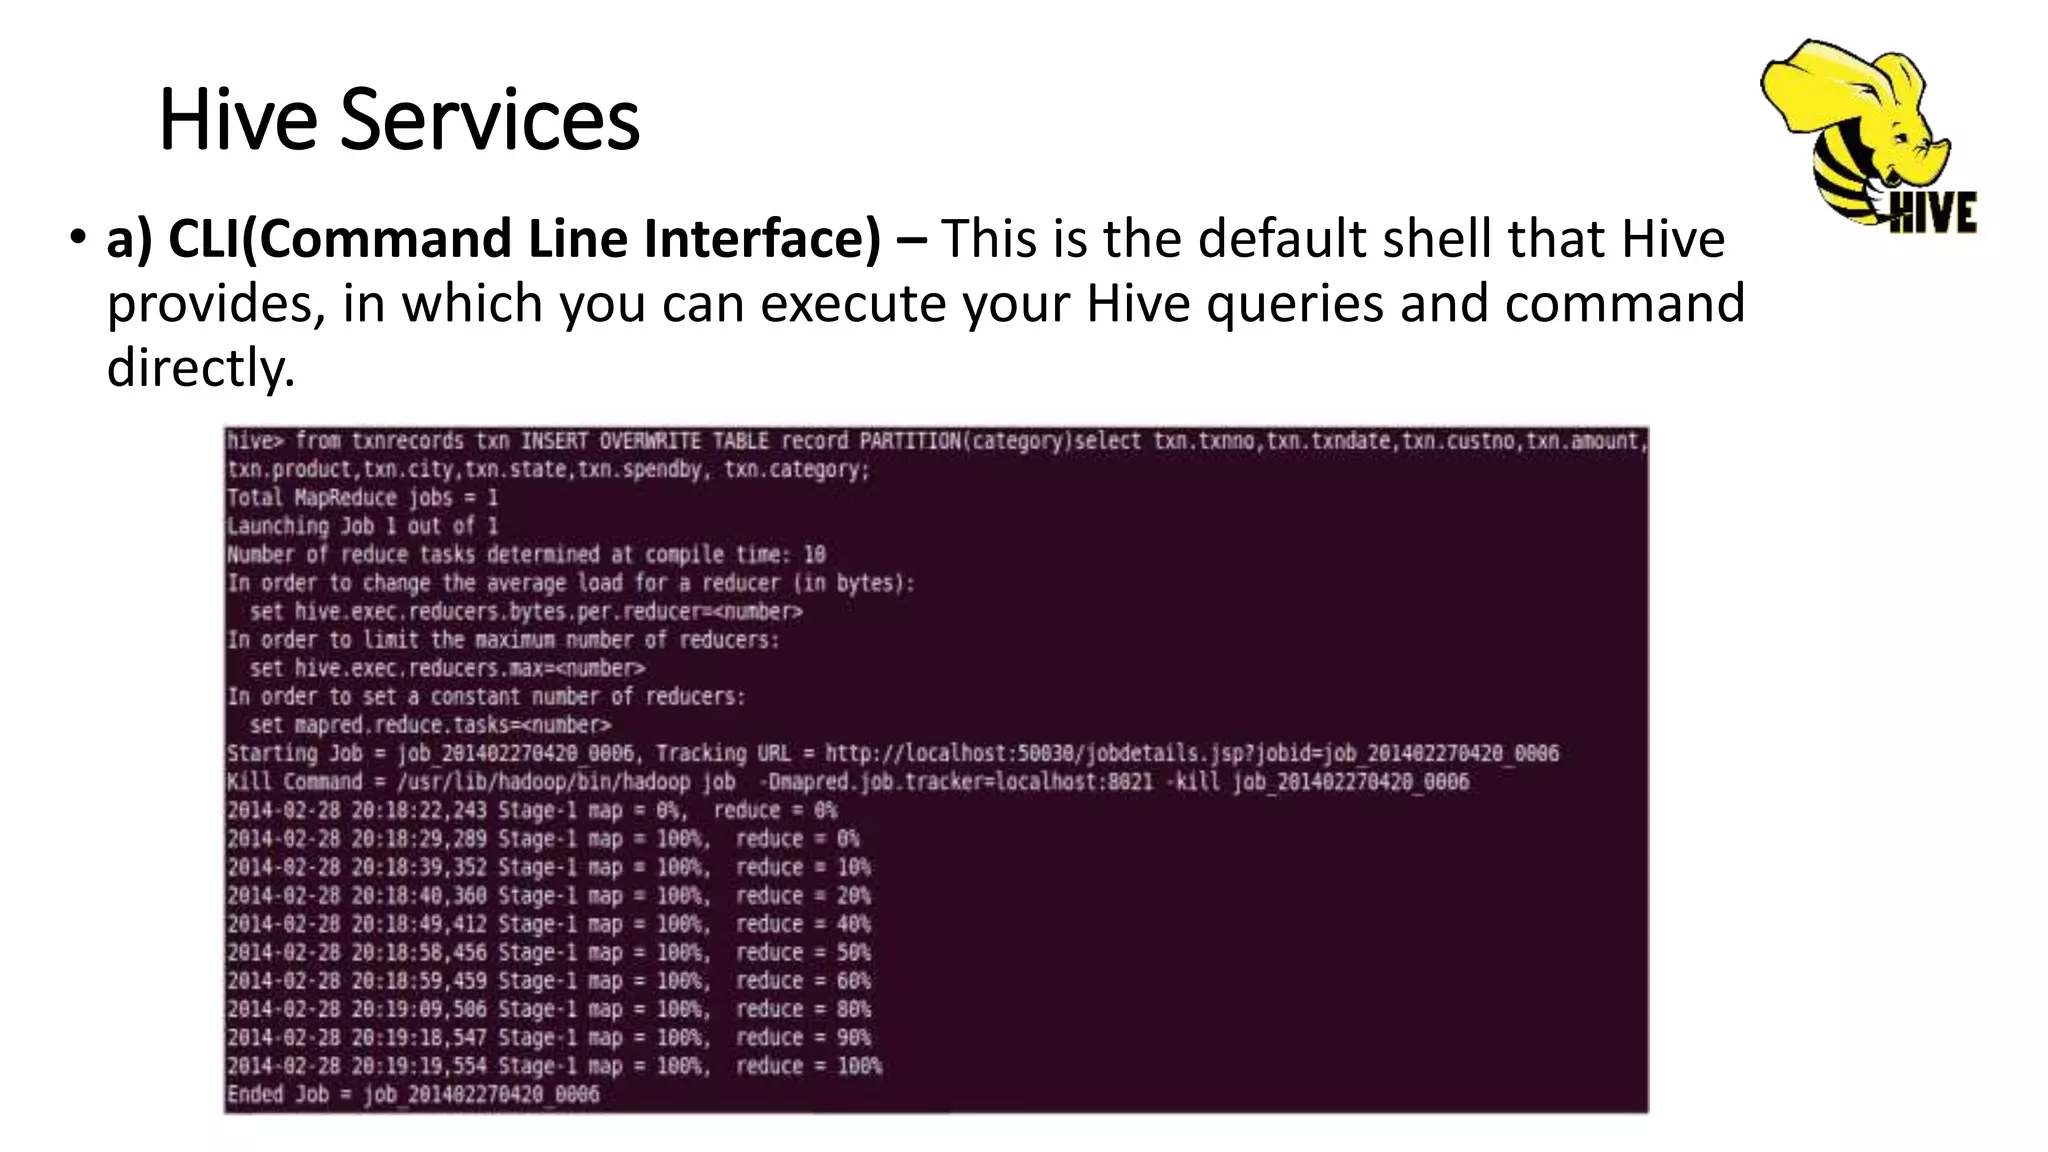 Hive Services
HIVE
• a) CLI(Command Line Interface) – This is the default shell that Hive
provides, in which you can execute your Hive queries and command
directly.
hive> from txnrecords txn INSERT OVERWRITE TABLE record PARTITION(category)select txn.txnno,txn.txndate,txn.custno,txn.amount,
txn.product,txn.city,txn.state,txn.spendby, txn.category;
Total MapReduce jobs = 1
Launching Job 1 out of 1
Number of reduce tasks determined at compile time: 10
In order to change the average load for a reducer (in bytes):
  set hive.exec.reducers.bytes.per.reducer=<number>
In order to limit the maximum number of reducers:
  set hive.exec.reducers.max=<number>
In order to set a constant number of reducers:
  set mapred.reduce.tasks=<number>
Starting Job = job_201402270420_0006, Tracking URL = http://localhost:50030/jobdetails.jsp?jobid=job_201402270420_0006
Kill Command = /usr/lib/hadoop/bin/hadoop job  -Dmapred.job.tracker=localhost:8021 -kill job_201402270420_0006
2014-02-28 20:18:22,243 Stage-1 map = 0%,  reduce = 0%
2014-02-28 20:18:29,289 Stage-1 map = 100%,  reduce = 0%
2014-02-28 20:18:39,352 Stage-1 map = 100%,  reduce = 10%
2014-02-28 20:18:40,360 Stage-1 map = 100%,  reduce = 20%
2014-02-28 20:18:49,412 Stage-1 map = 100%,  reduce = 40%
2014-02-28 20:18:58,456 Stage-1 map = 100%,  reduce = 50%
2014-02-28 20:18:59,459 Stage-1 map = 100%,  reduce = 60%
2014-02-28 20:19:09,506 Stage-1 map = 100%,  reduce = 80%
2014-02-28 20:19:18,547 Stage-1 map = 100%,  reduce = 90%
2014-02-28 20:19:19,554 Stage-1 map = 100%,  reduce = 100%
Ended Job = job_201402270420_0006